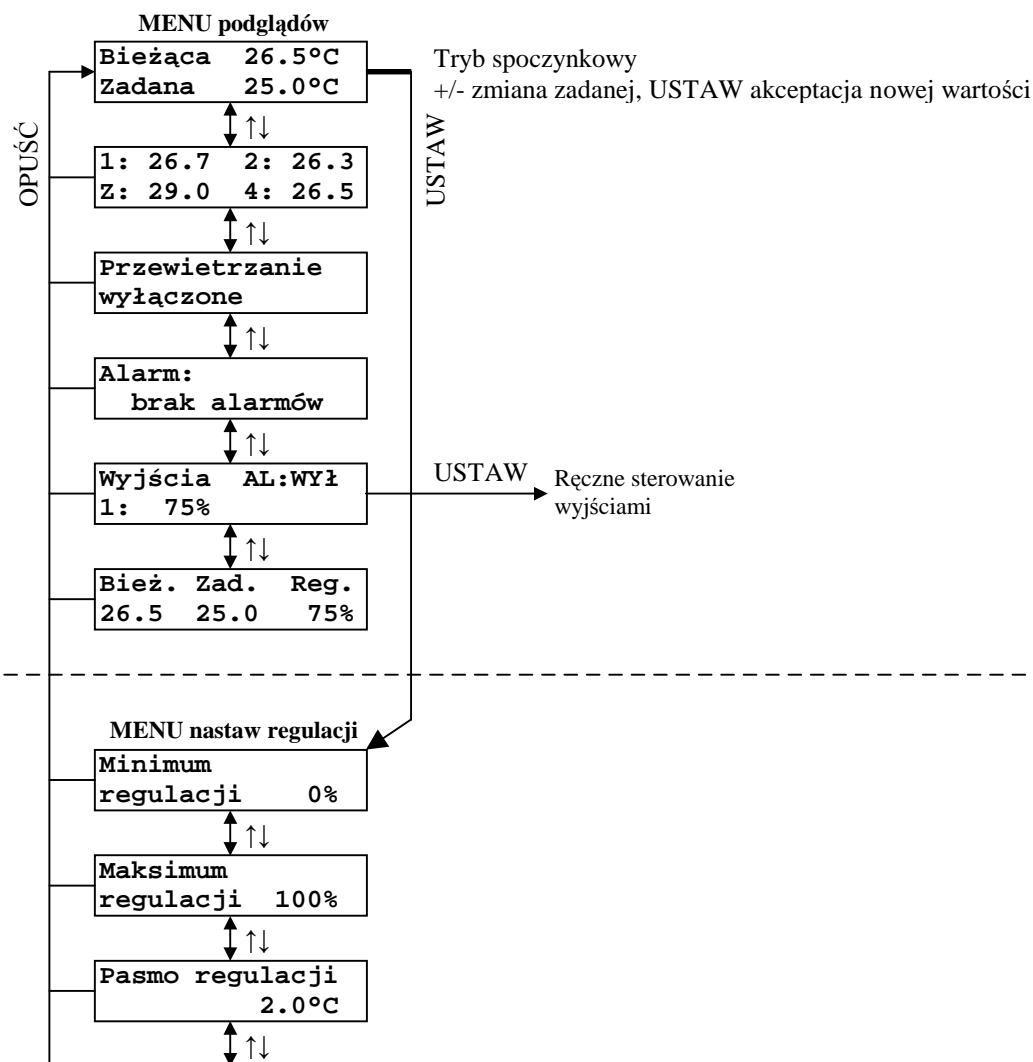 MENU podglądów
Bieżąca 26.5°C
Zadana 25.0°C
Tryb spoczynkowy
+/- zmiana zadanej, USTAW akceptacja nowej wartości
OPUŚĆ
USTAW
↑↓
1: 26.7 2: 26.3
Z: 29.0 4: 26.5
↑↓
Przewietrzanie
wyłączone
↑↓
Alarm:
brak alarmów
↑↓
Wyjścia AL:WYŁ
1: 75%
USTAW
Ręczne sterowanie
wyjściami
↑↓
Bież. Zad. Reg.
26.5 25.0 75%
MENU nastaw regulacji
Minimum
regulacji 0%
↑↓
Maksimum
regulacji 100%
↑↓
Pasmo regulacji
2.0°C
↑↓